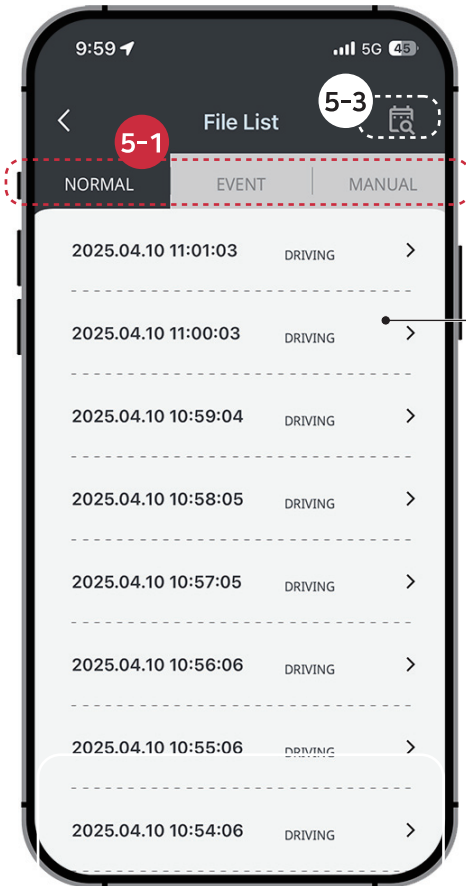 9:59 5G 45
File List
5-3
5-1
NORMAL EVENT MANUAL
2025.04.10 11:01:03 DRIVING
2025.04.10 11:00:03 DRIVING
2025.04.10 10:59:04 DRIVING
2025.04.10 10:58:05 DRIVING
2025.04.10 10:57:05 DRIVING
2025.04.10 10:56:06 DRIVING
2025.04.10 10:55:06 DRIVING
2025.04.10 10:54:06 DRIVING